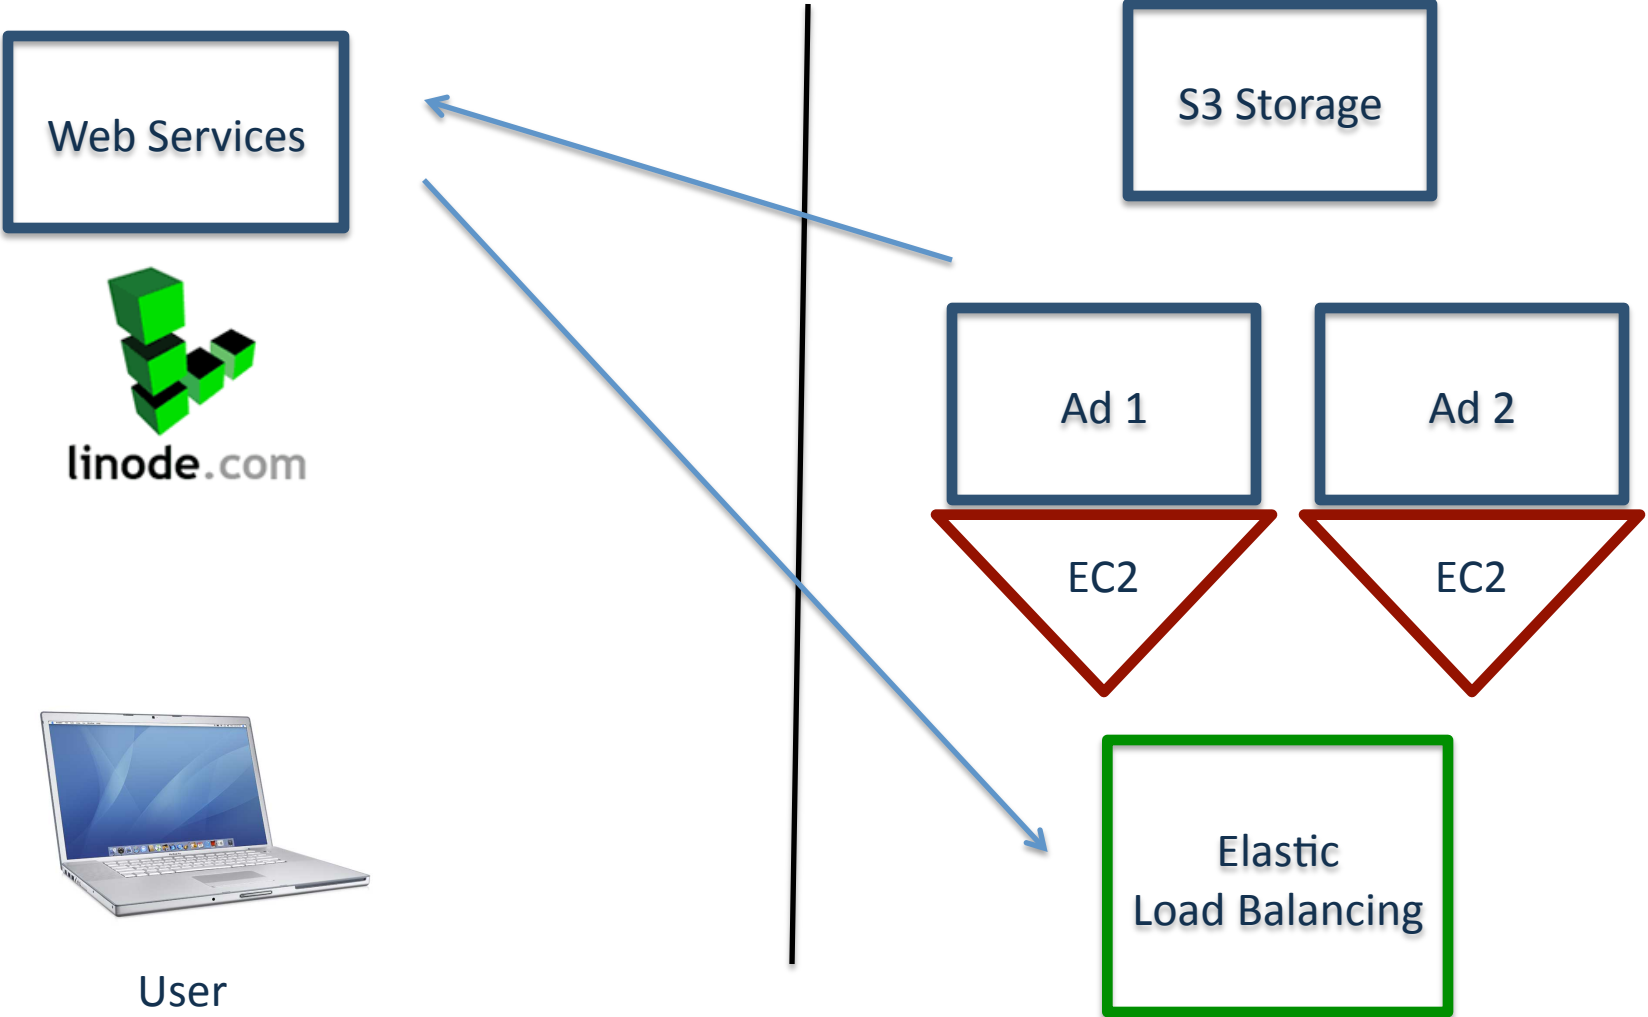 Web Services
linode.com
User
S3 Storage
Ad 1
Ad 2
EC2
EC2
Elastic
Load Balancing